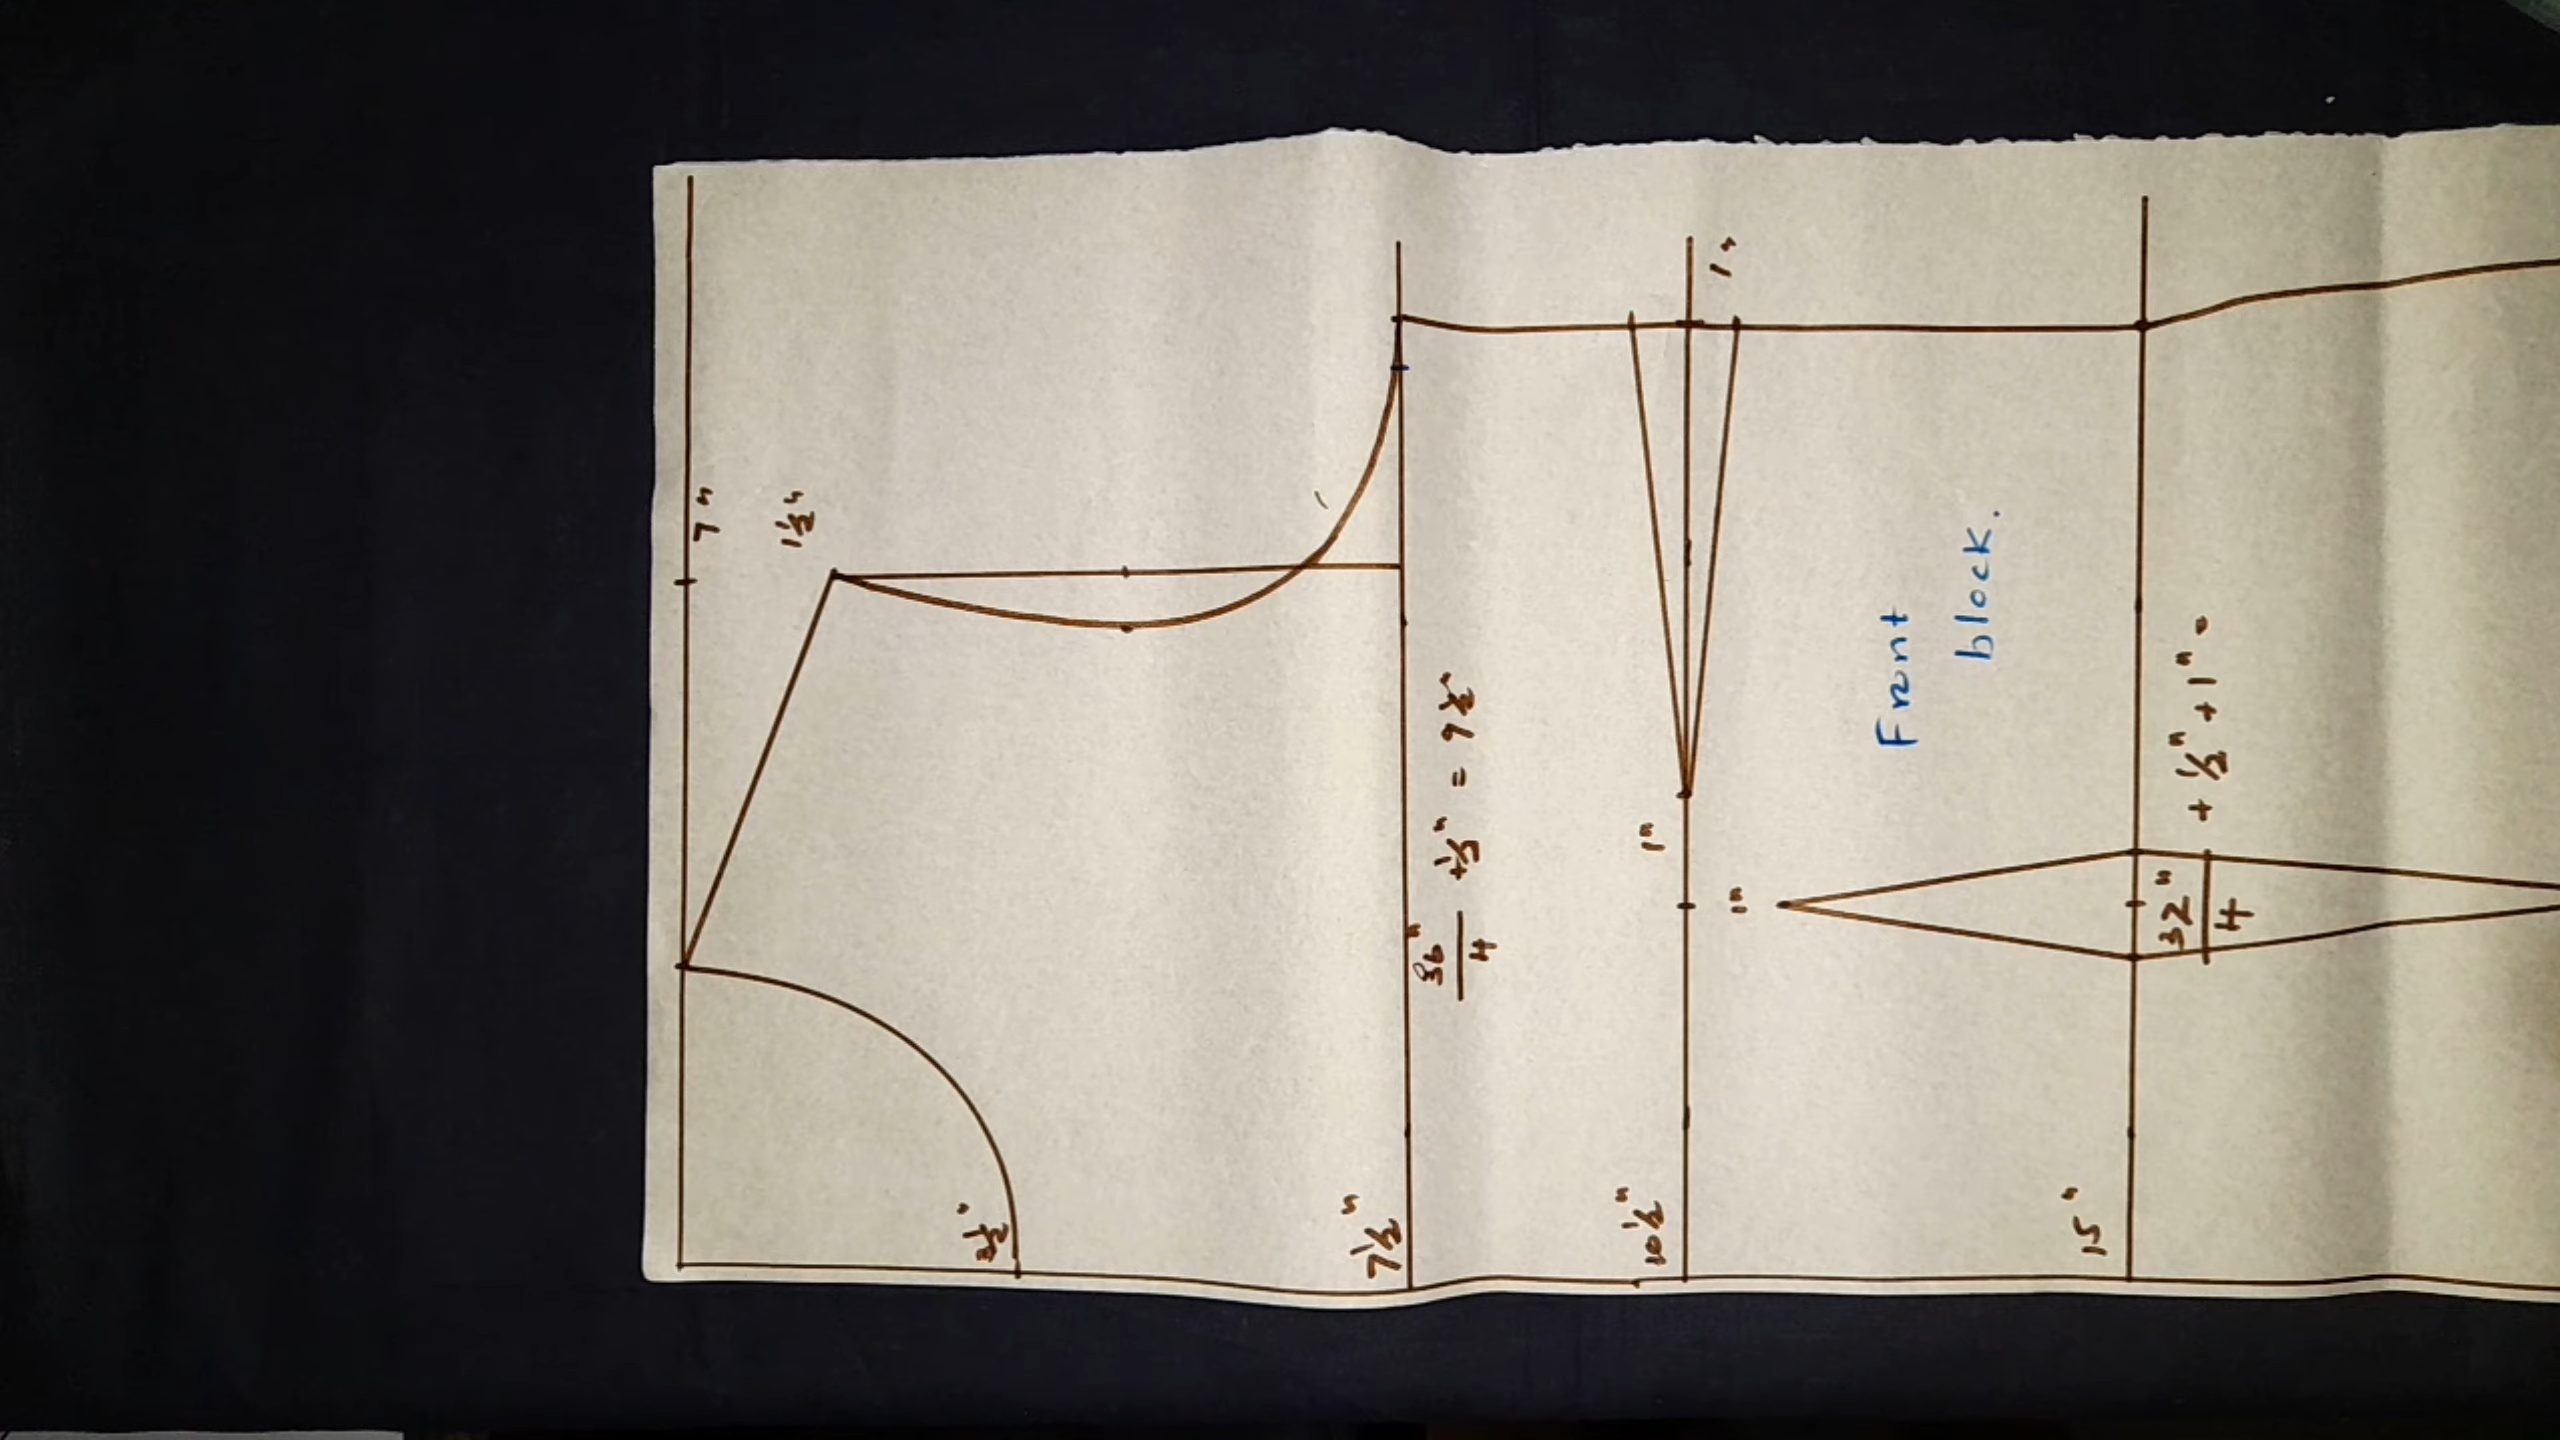 7"
1½"
3½"
7½"
36"/4 + ½" = 9½"
10½"
1"
1"
1"
Front
block.
15"
32"/4 + ½" + 1" =